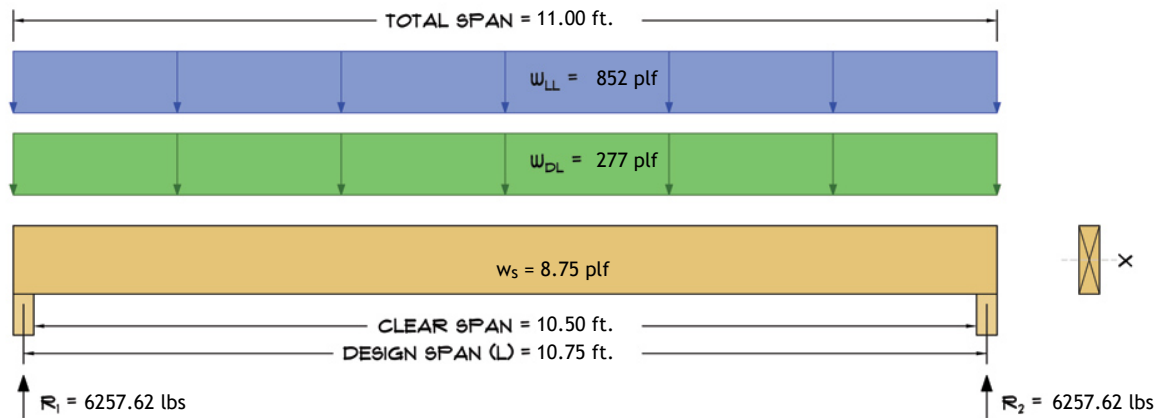 TOTAL SPAN = 11.00 ft.
wLL = 852 plf
wDL = 277 plf
ws = 8.75 plf
X
CLEAR SPAN = 10.50 ft.
DESIGN SPAN (L) = 10.75 ft.
R1 = 6257.62 lbs
R2 = 6257.62 lbs